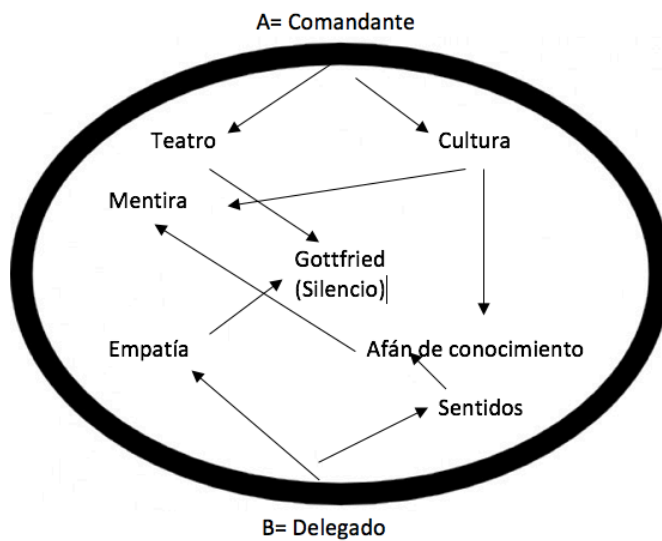 A= Comandante
Teatro
Cultura
Mentira
Gottfried
(Silencio)
Empatía
Afán de conocimiento
Sentidos
B= Delegado